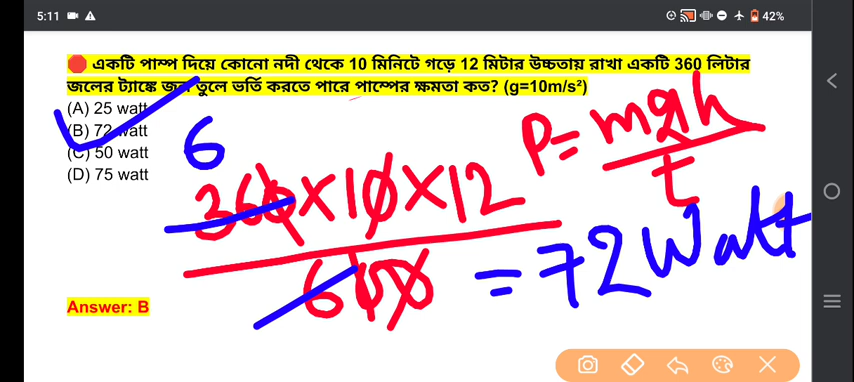 5:11
42%
একটি পাম্প দিয়ে কোনো নদী থেকে 10 মিনিটে গড়ে 12 মিটার উচ্চতায় রাখা একটি 360 লিটার
জলের ট্যাঙ্কে জল তুলে ভর্তি করতে পারে পাম্পের ক্ষমতা কত? (g=10m/s²)
(A) 25 watt
(B) 72 watt
(C) 50 watt
(D) 75 watt
P = mgh
t
6
360 × 10 × 12
600
= 72 Watt
Answer: B